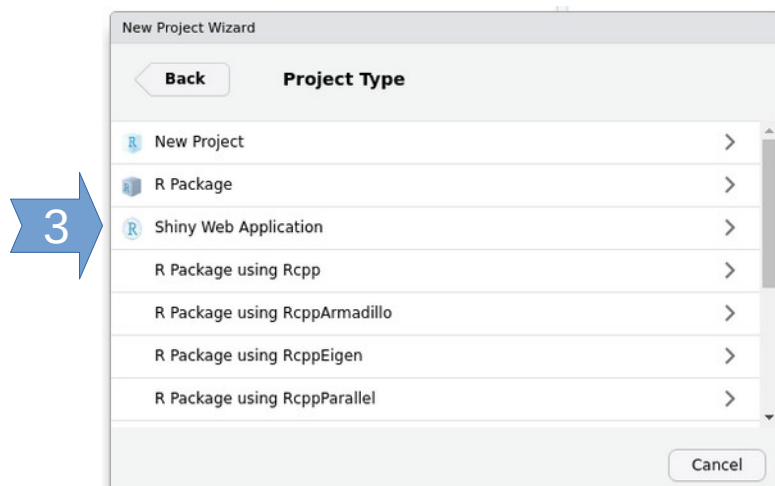 New Project Wizard
Back
Project Type
R New Project
R R Package
3
R Shiny Web Application
R Package using Rcpp
R Package using RcppArmadillo
R Package using RcppEigen
R Package using RcppParallel
Cancel